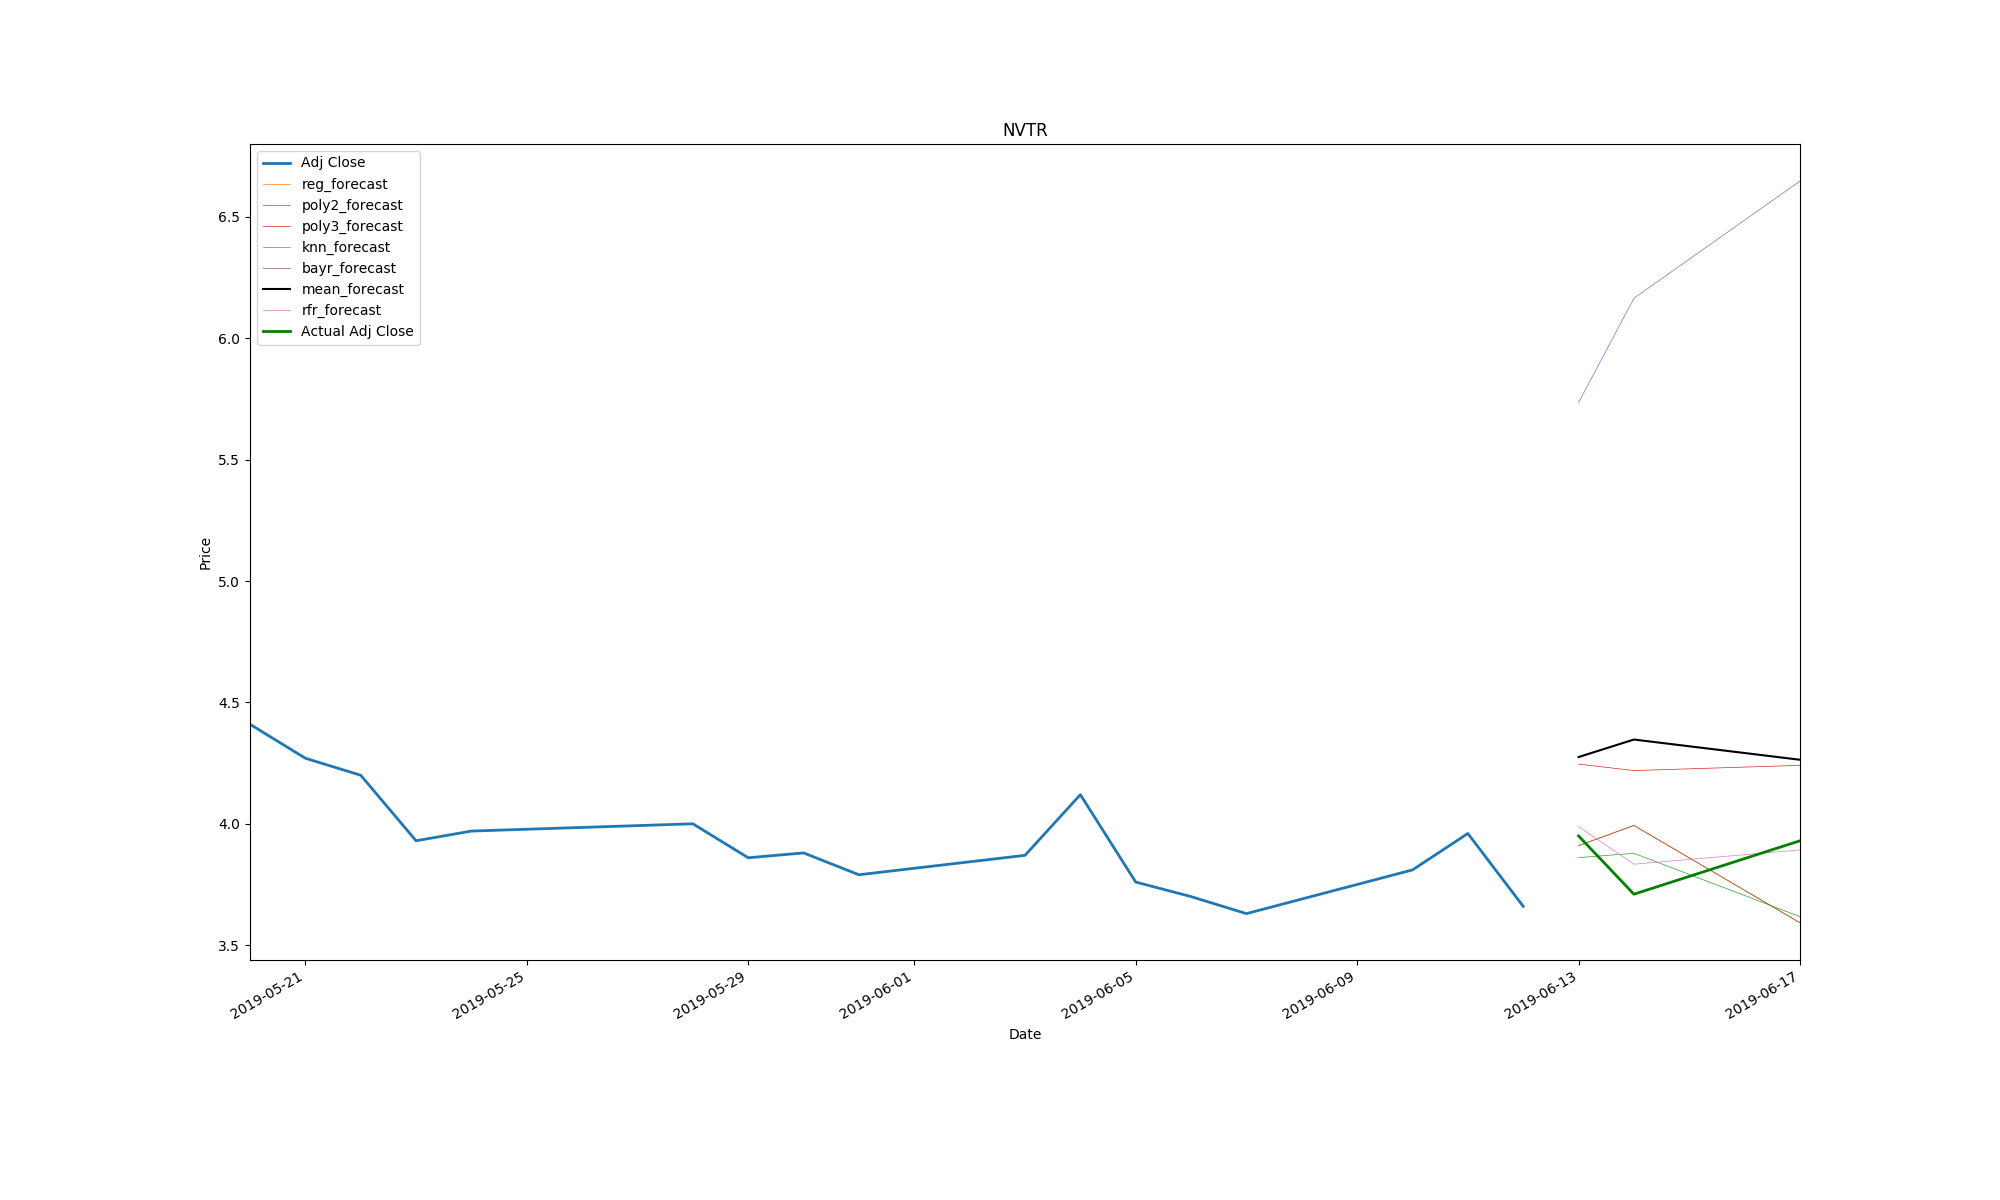 NVTR
Adj Close
reg_forecast
poly2_forecast
poly3_forecast
knn_forecast
bayr_forecast
mean_forecast
rfr_forecast
Actual Adj Close
6.5
6.0
5.5
5.0
4.5
4.0
3.5
Price
2019-05-21
2019-05-25
2019-05-29
2019-06-01
2019-06-05
2019-06-09
2019-06-13
2019-06-17
Date